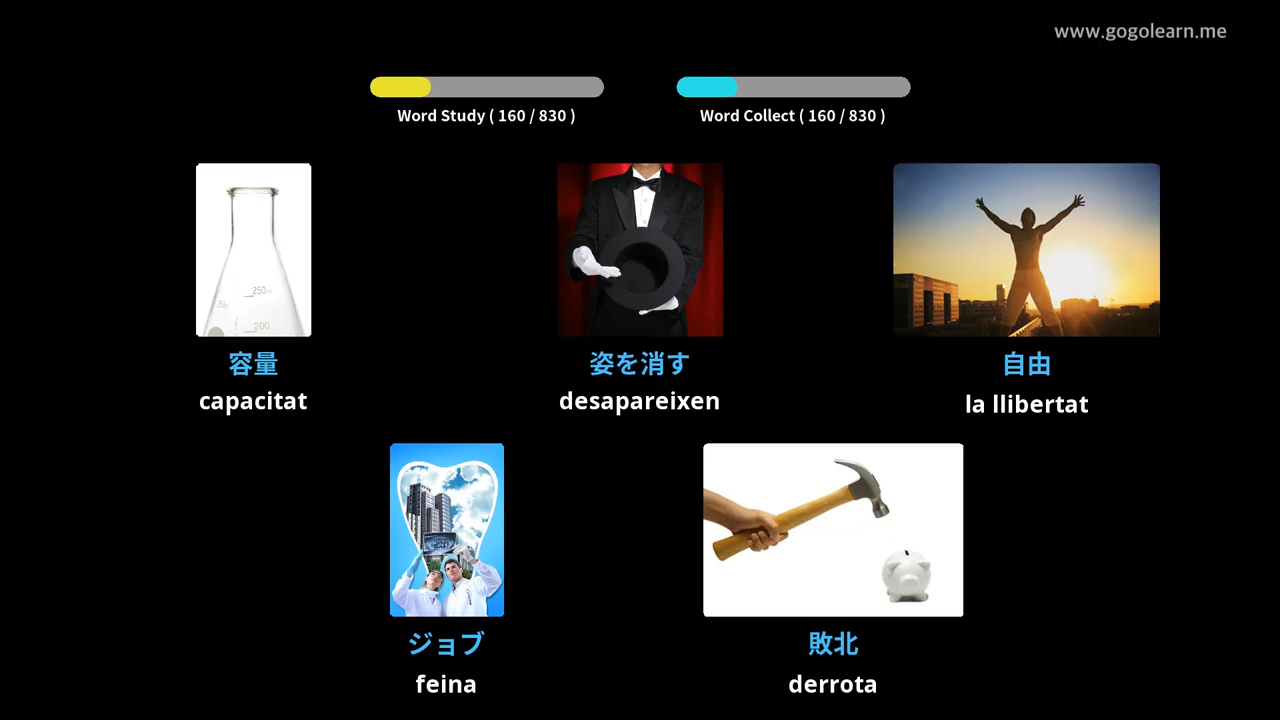 www.gogolearn.me
Word Study ( 160 / 830 )
Word Collect ( 160 / 830 )
250
200
容量
capacitat
姿を消す
desapareixen
自由
la llibertat
ジョブ
feina
敗北
derrota